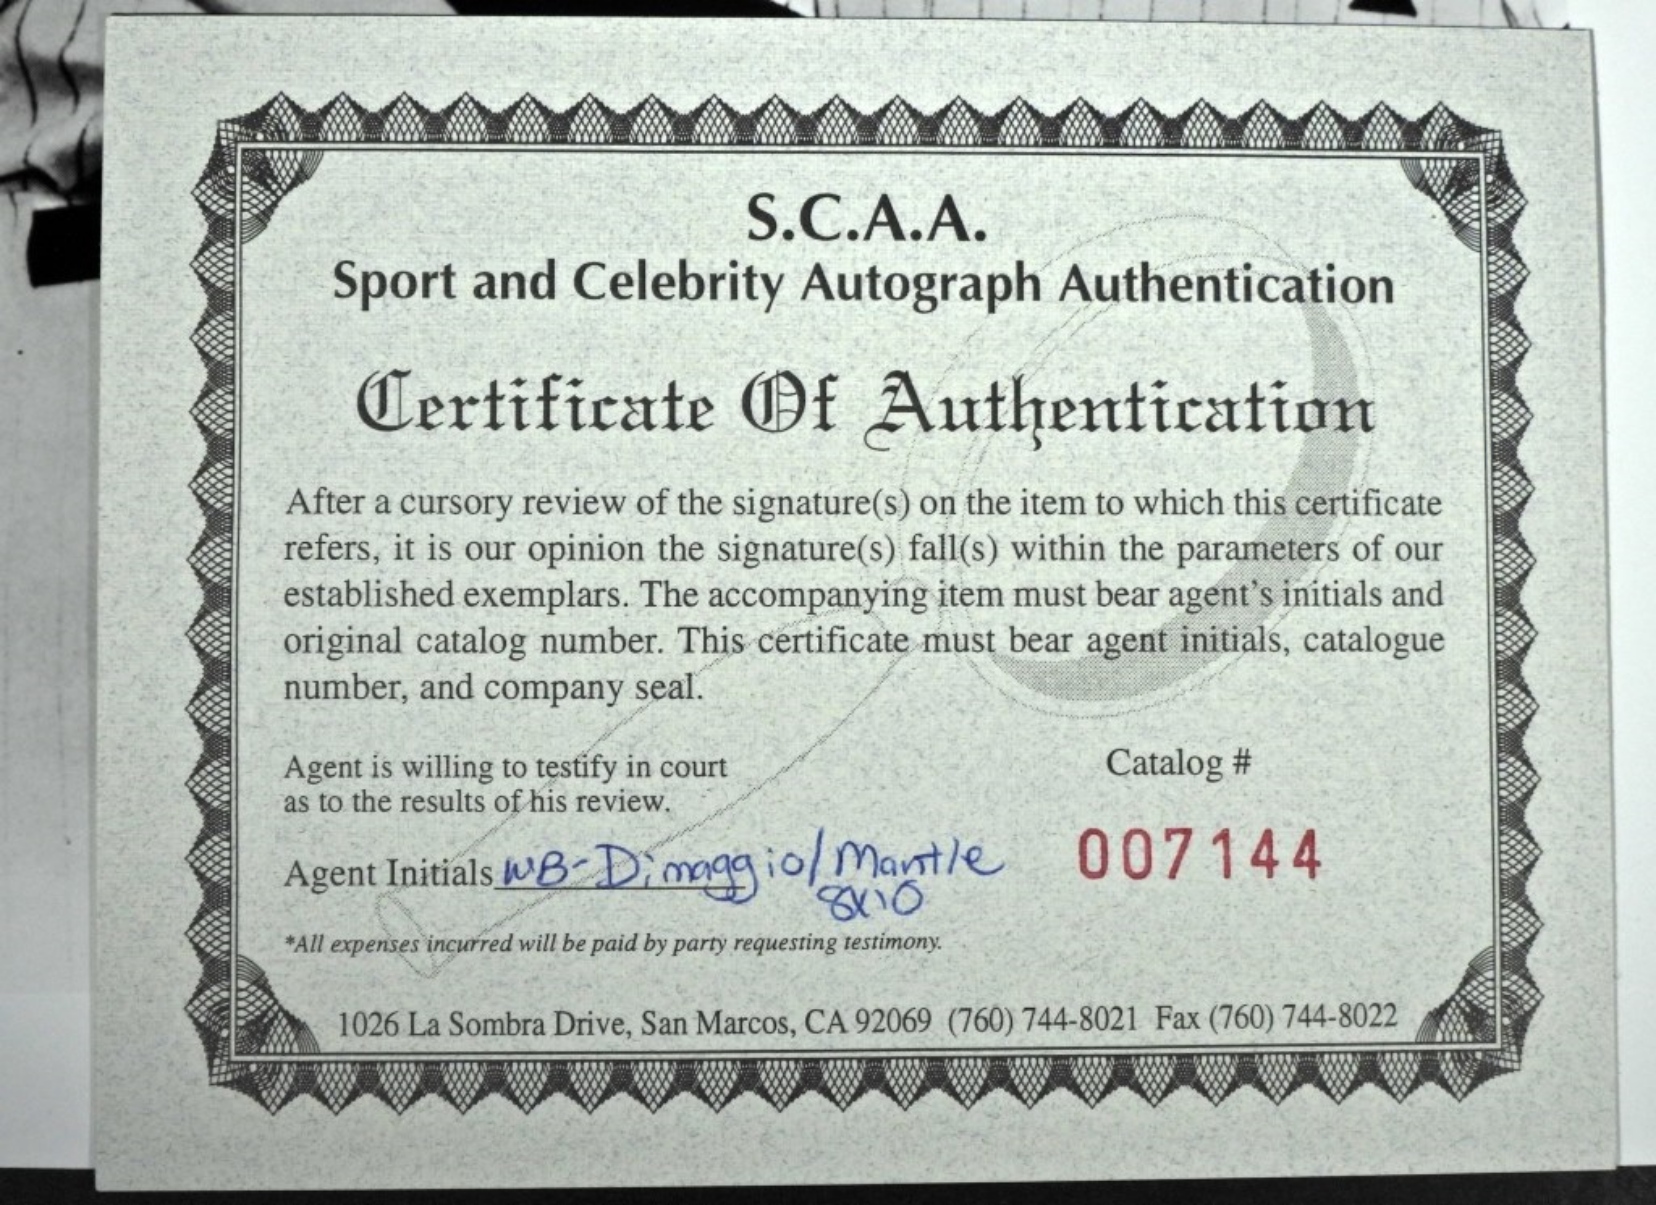 S.C.A.A.
Sport and Celebrity Autograph Authentication
Certificate Of Authentication
After a cursory review of the signature(s) on the item to which this certificate
refers, it is our opinion the signature(s) fall(s) within the parameters of our
established exemplars. The accompanying item must bear agent's initials and
original catalog number. This certificate must bear agent initials, catalogue
number, and company seal.
Agent is willing to testify in court
as to the results of his review.
Catalog #
007144
Agent Initials WB-Dimaggio/Mantle
8x10
*All expenses incurred will be paid by party requesting testimony.
1026 La Sombra Drive, San Marcos, CA 92069 (760) 744-8021 Fax (760) 744-8022